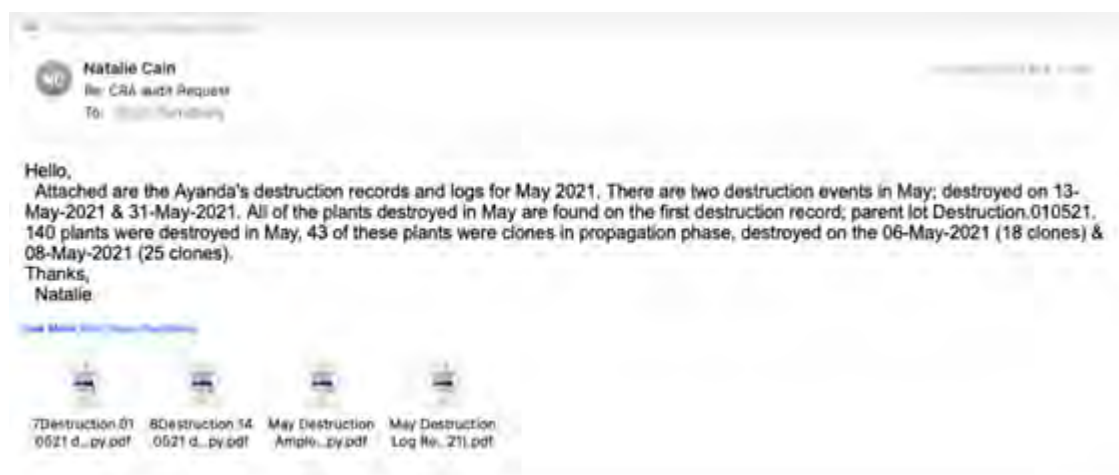 Natalie Cain
Re: CRA audit Request
To:
Hello,
Attached are the Ayanda's destruction records and logs for May 2021. There are two destruction events in May; destroyed on 13-
May-2021 & 31-May-2021. All of the plants destroyed in May are found on the first destruction record; parent lot Destruction.010521.
140 plants were destroyed in May, 43 of these plants were clones in propagation phase, destroyed on the 06-May-2021 (18 clones) &
08-May-2021 (25 clones).
Thanks,
Natalie
See More
7Destruction.01 8Destruction.14 May Destruction May Destruction
0521 d...py.pdf 0521 d...py.pdf Ample...py.pdf Log Re...21).pdf